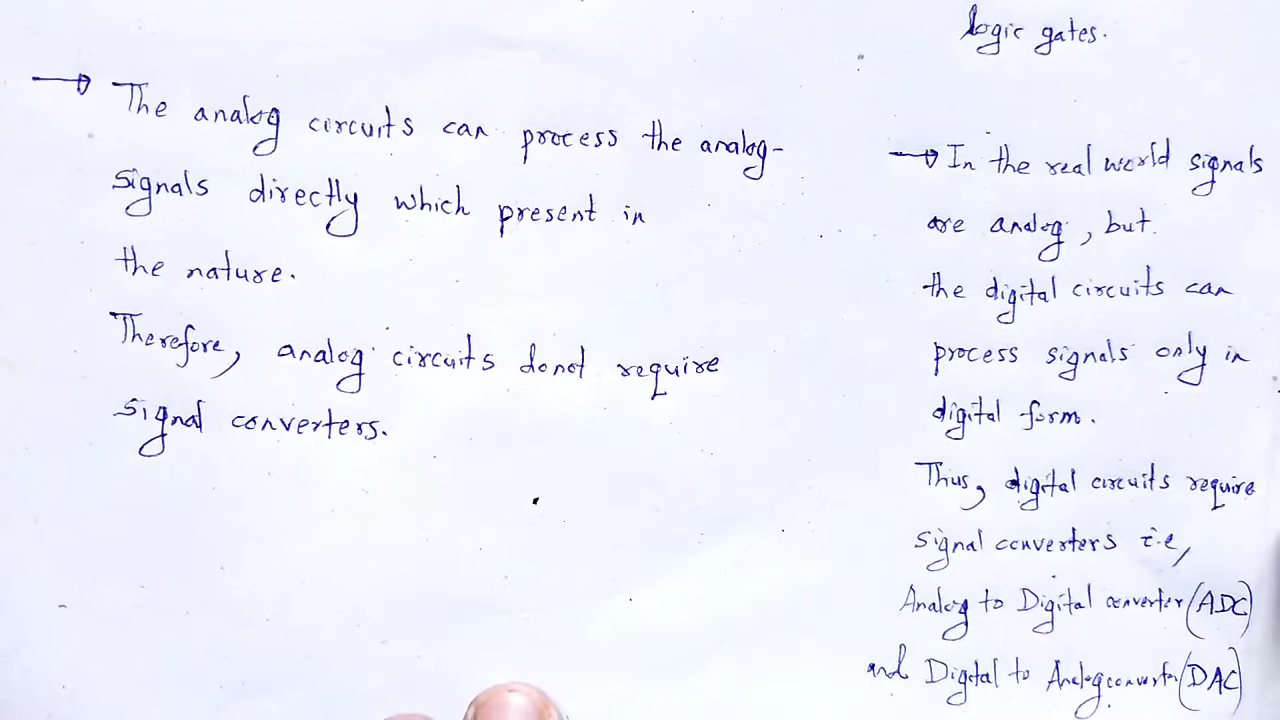 logic gates.
→ The analog circuits can process the analog-
signals directly which present in
the nature.
Therefore, analog circuits donot require
signal converters.
→ In the real world signals
are analog, but.
the digital circuits can
process signals only in
digital form.
Thus, digital circuits require
signal converters i.e,
Analog to Digital converter (ADC)
and Digital to Analog converter (DAC)